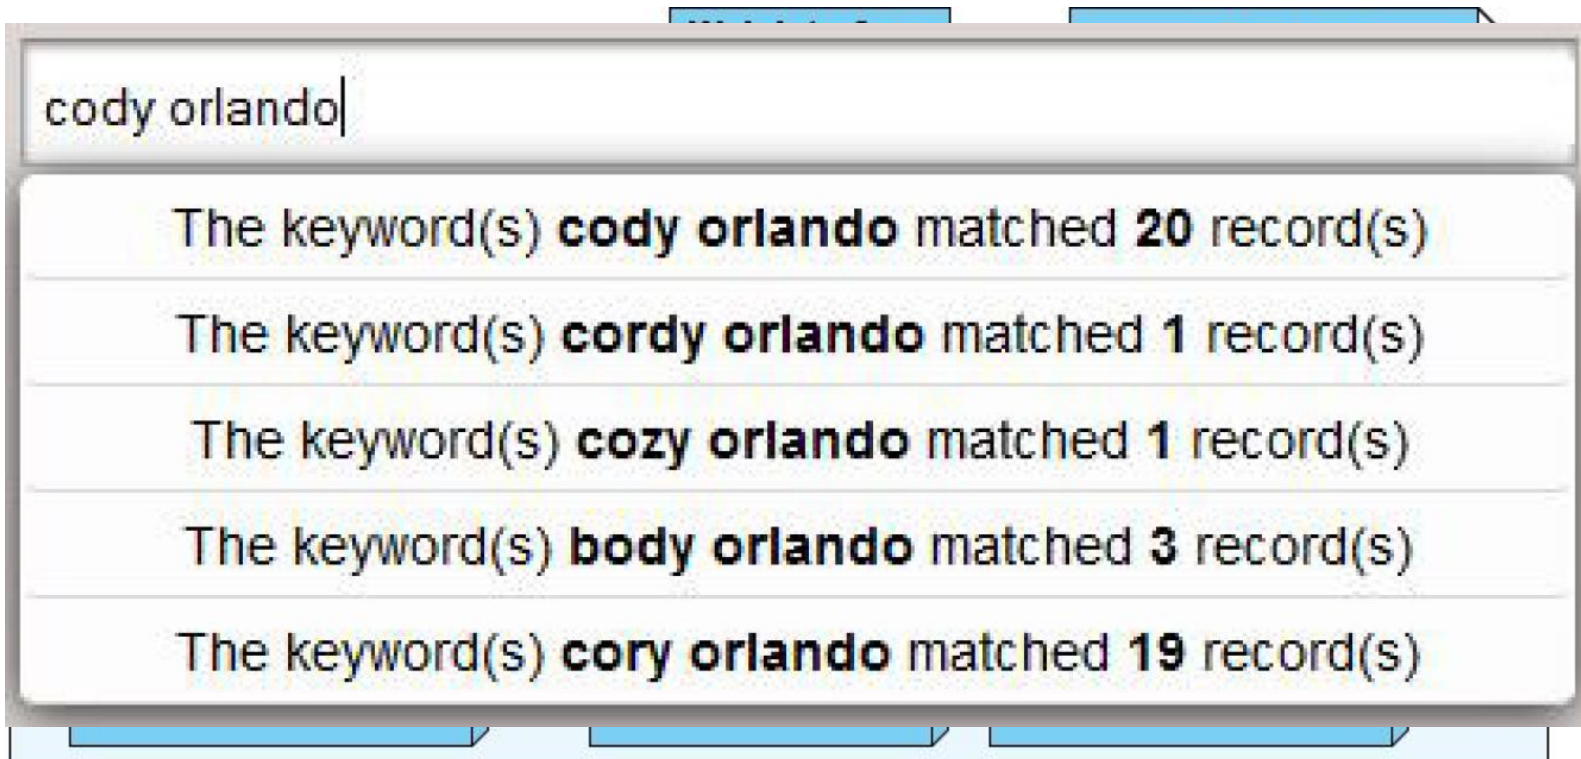 cody orlando
The keyword(s) cody orlando matched 20 record(s)
The keyword(s) cordy orlando matched 1 record(s)
The keyword(s) cozy orlando matched 1 record(s)
The keyword(s) body orlando matched 3 record(s)
The keyword(s) cory orlando matched 19 record(s)